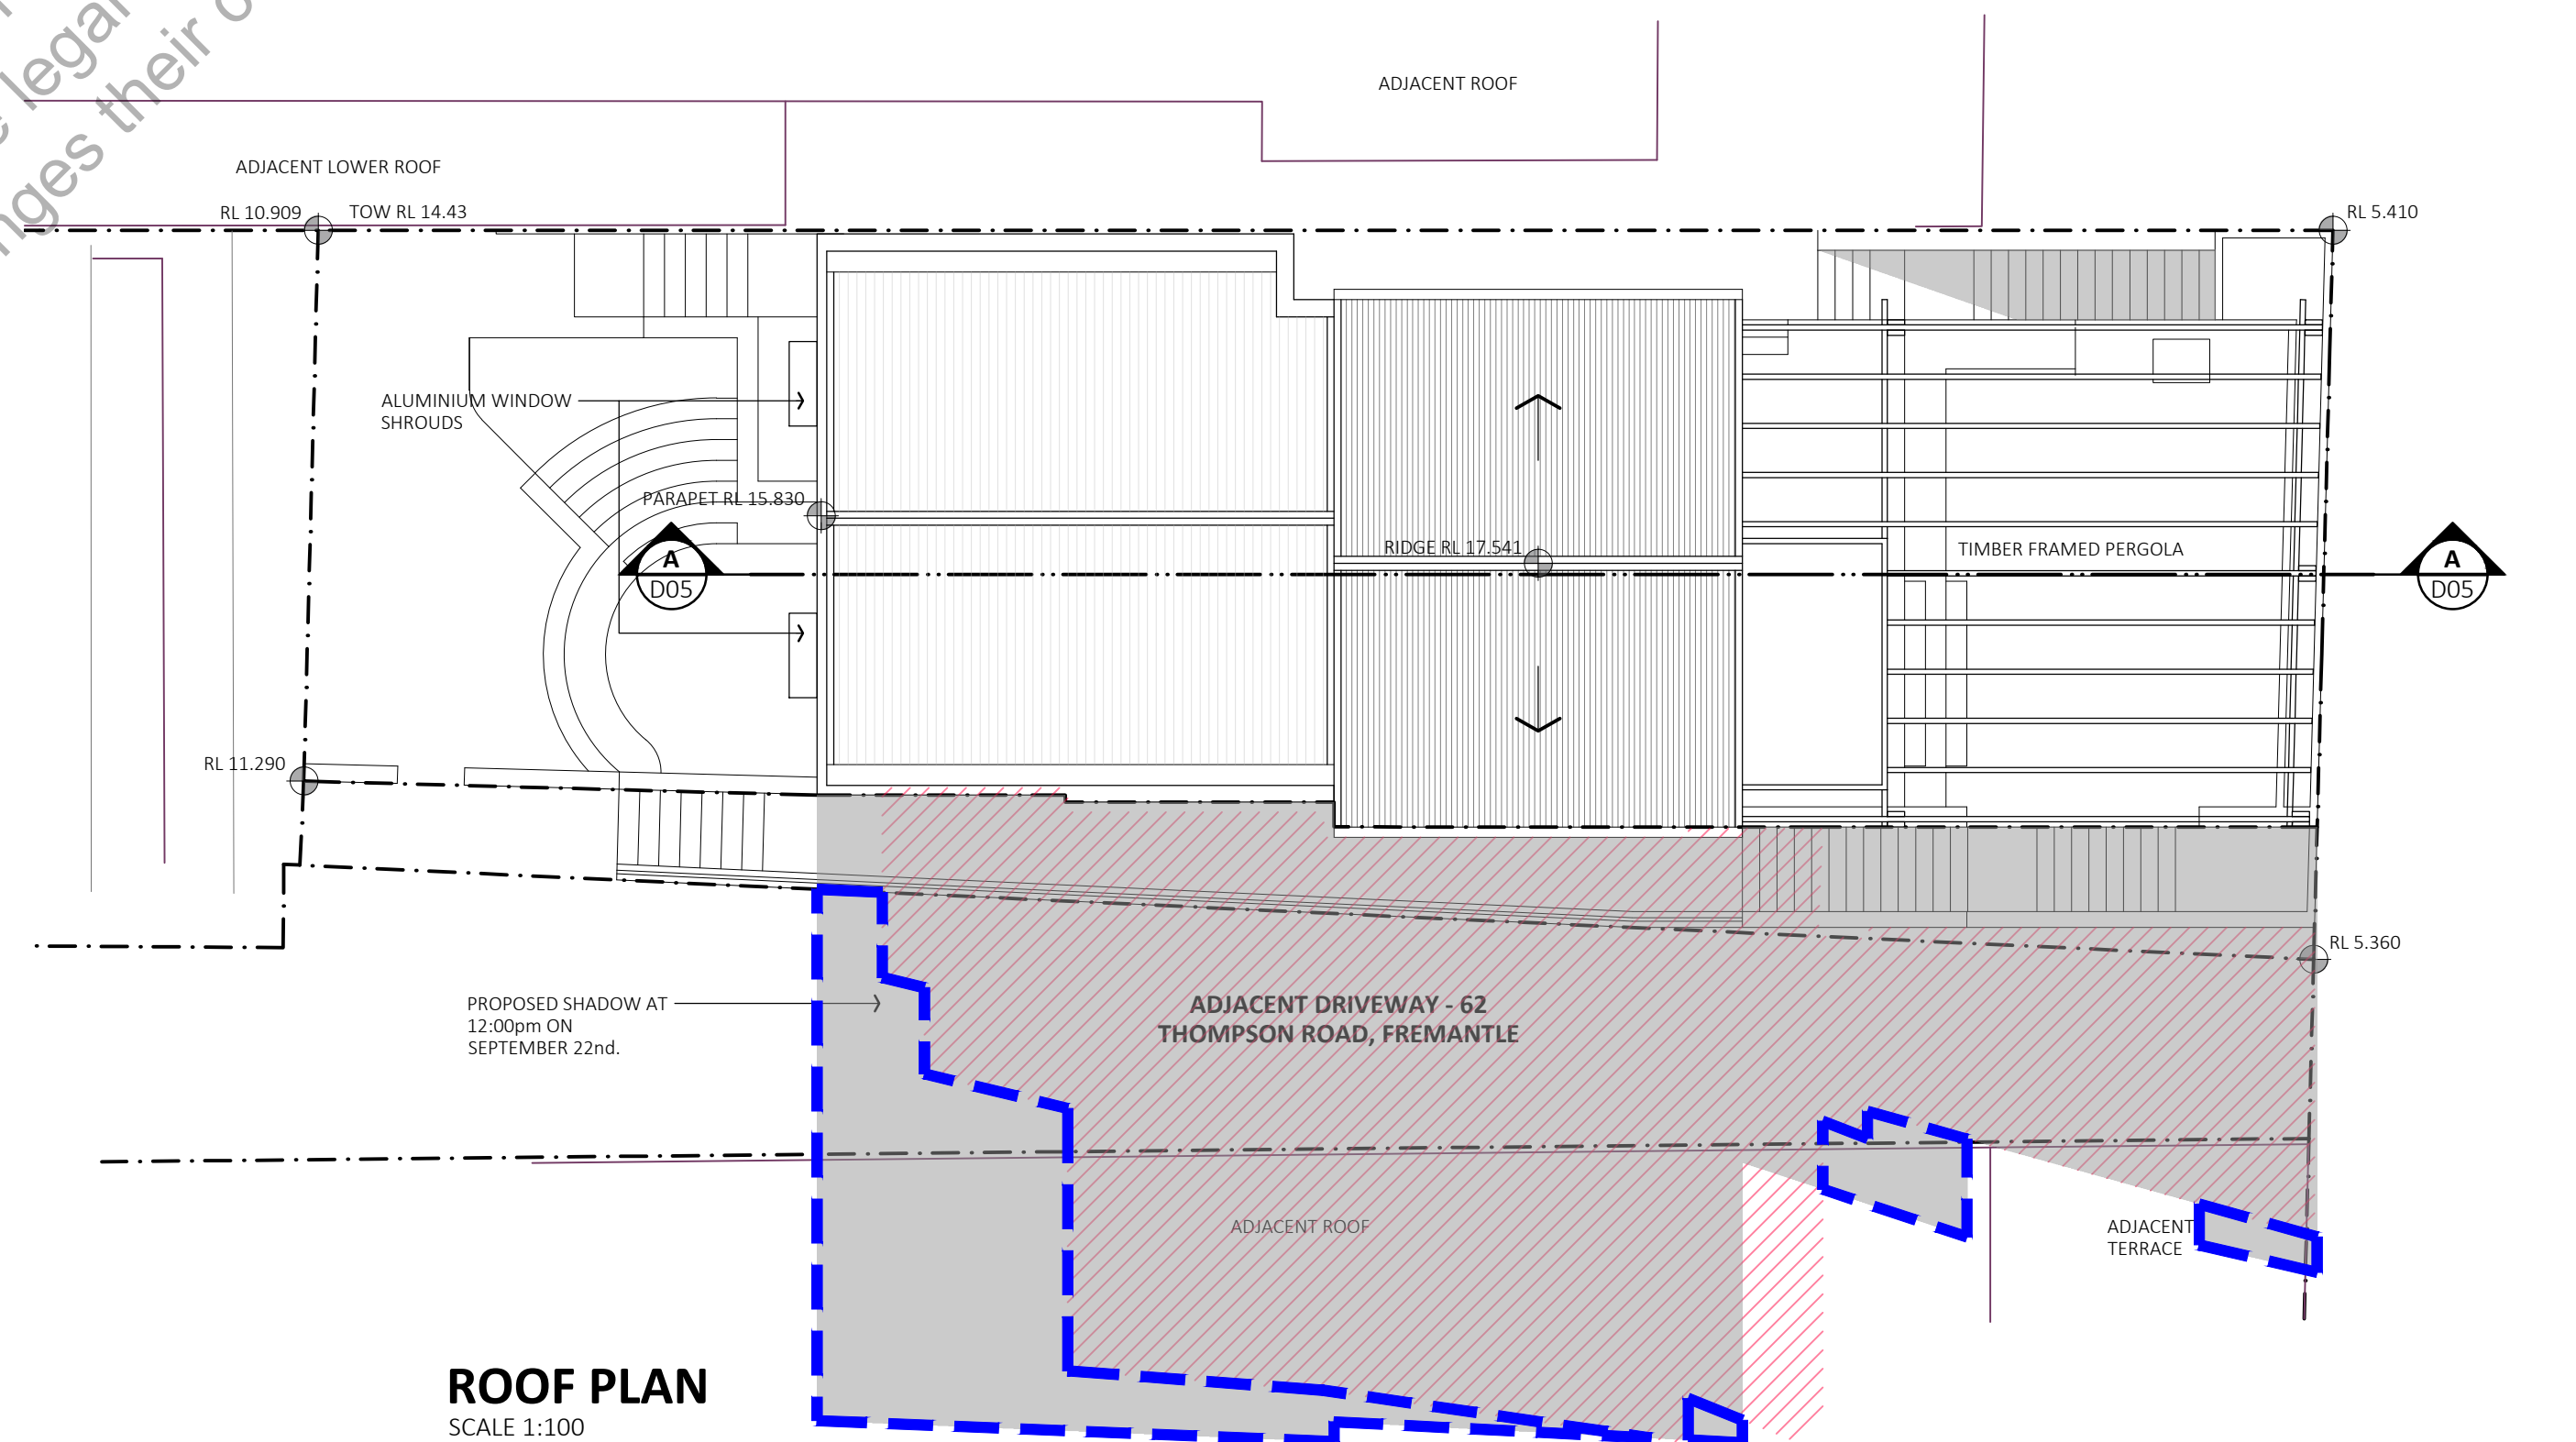 legal
nges their o
ADJACENT ROOF
ADJACENT LOWER ROOF
RL 10.909
TOW RL 14.43
RL 5.410
ALUMINIUM WINDOW
SHROUDS
PARAPET RL 15.830
RIDGE RL 17.541
TIMBER FRAMED PERGOLA
A
D05
A
D05
RL 11.290
RL 5.360
PROPOSED SHADOW AT
12:00pm ON
SEPTEMBER 22nd.
ADJACENT DRIVEWAY - 62
THOMPSON ROAD, FREMANTLE
ADJACENT ROOF
ADJACENT
TERRACE
ROOF PLAN
SCALE 1:100